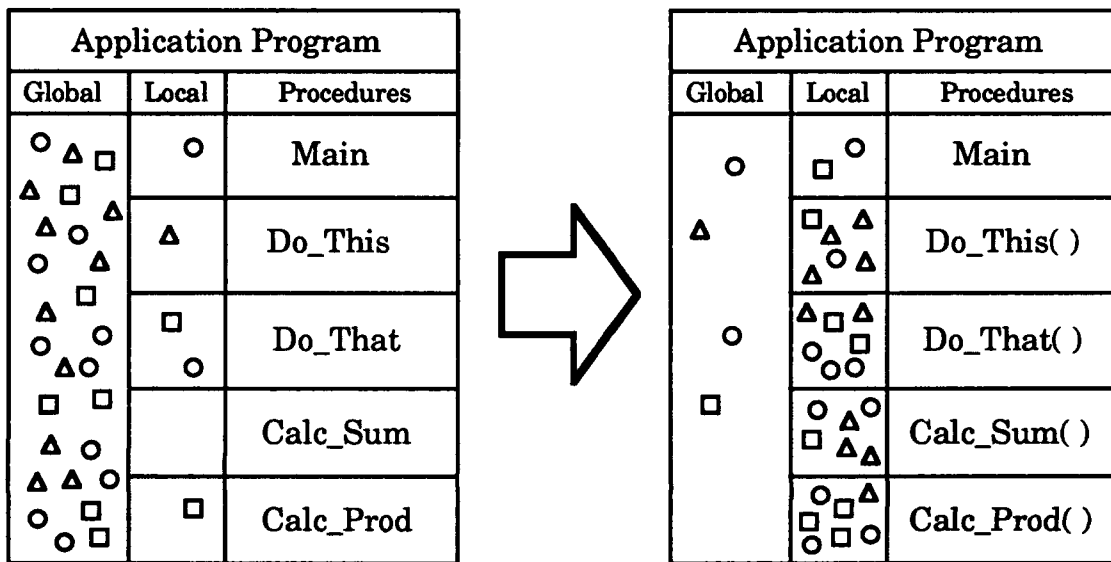 Application Program
Global Local Procedures
Main
Do_This
Do_That
Calc_Sum
Calc_Prod
Application Program
Global Local Procedures
Main
Do_This( )
Do_That( )
Calc_Sum( )
Calc_Prod( )